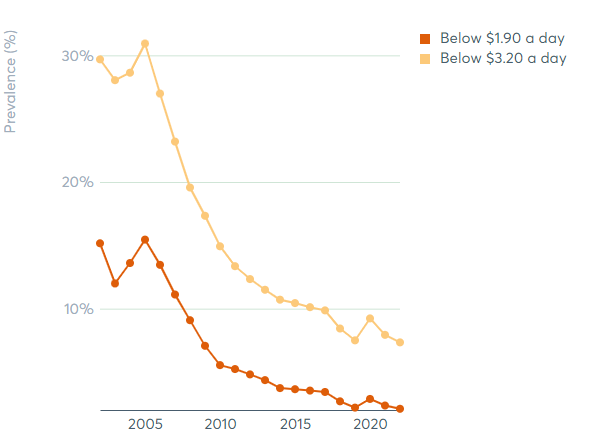 Prevalence (%)
30%
20%
10%
2005 2010 2015 2020
Below $1.90 a day
Below $3.20 a day